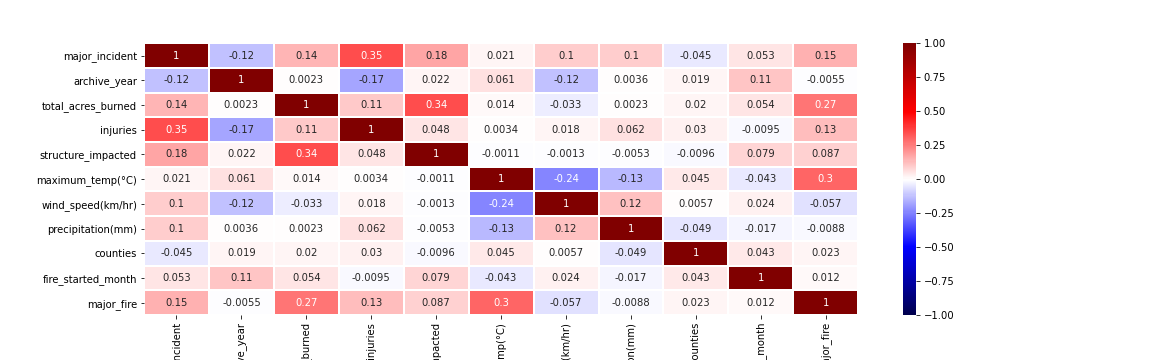 major_incident 1 -0.12 0.14 0.35 0.18 0.021 0.1 0.1 -0.045 0.053 0.15
archive_year -0.12 1 0.0023 -0.17 0.022 0.061 -0.12 0.0036 0.019 0.11 -0.0055
total_acres_burned 0.14 0.0023 1 0.11 0.34 0.014 -0.033 0.0023 0.02 0.054 0.27
injuries 0.35 -0.17 0.11 1 0.048 0.0034 0.018 0.062 0.03 -0.0095 0.13
structure_impacted 0.18 0.022 0.34 0.048 1 -0.0011 -0.0013 -0.0053 -0.0096 0.079 0.087
maximum_temp(°C) 0.021 0.061 0.014 0.0034 -0.0011 1 -0.24 -0.13 0.045 -0.043 0.3
wind_speed(km/hr) 0.1 -0.12 -0.033 0.018 -0.0013 -0.24 1 0.12 0.0057 0.024 -0.057
precipitation(mm) 0.1 0.0036 0.0023 0.062 -0.0053 -0.13 0.12 1 -0.049 -0.017 -0.0088
counties -0.045 0.019 0.02 0.03 -0.0096 0.045 0.0057 -0.049 1 0.043 0.023
fire_started_month 0.053 0.11 0.054 -0.0095 0.079 -0.043 0.024 -0.017 0.043 1 0.012
major_fire 0.15 -0.0055 0.27 0.13 0.087 0.3 -0.057 -0.0088 0.023 0.012 1
ncident
ve_year
burned
injuries
npacted
mp(°C)
(km/hr)
on(mm)
ounties
_month
ajor_fire
1.00
0.75
0.50
0.25
0.00
−0.25
−0.50
−0.75
−1.00